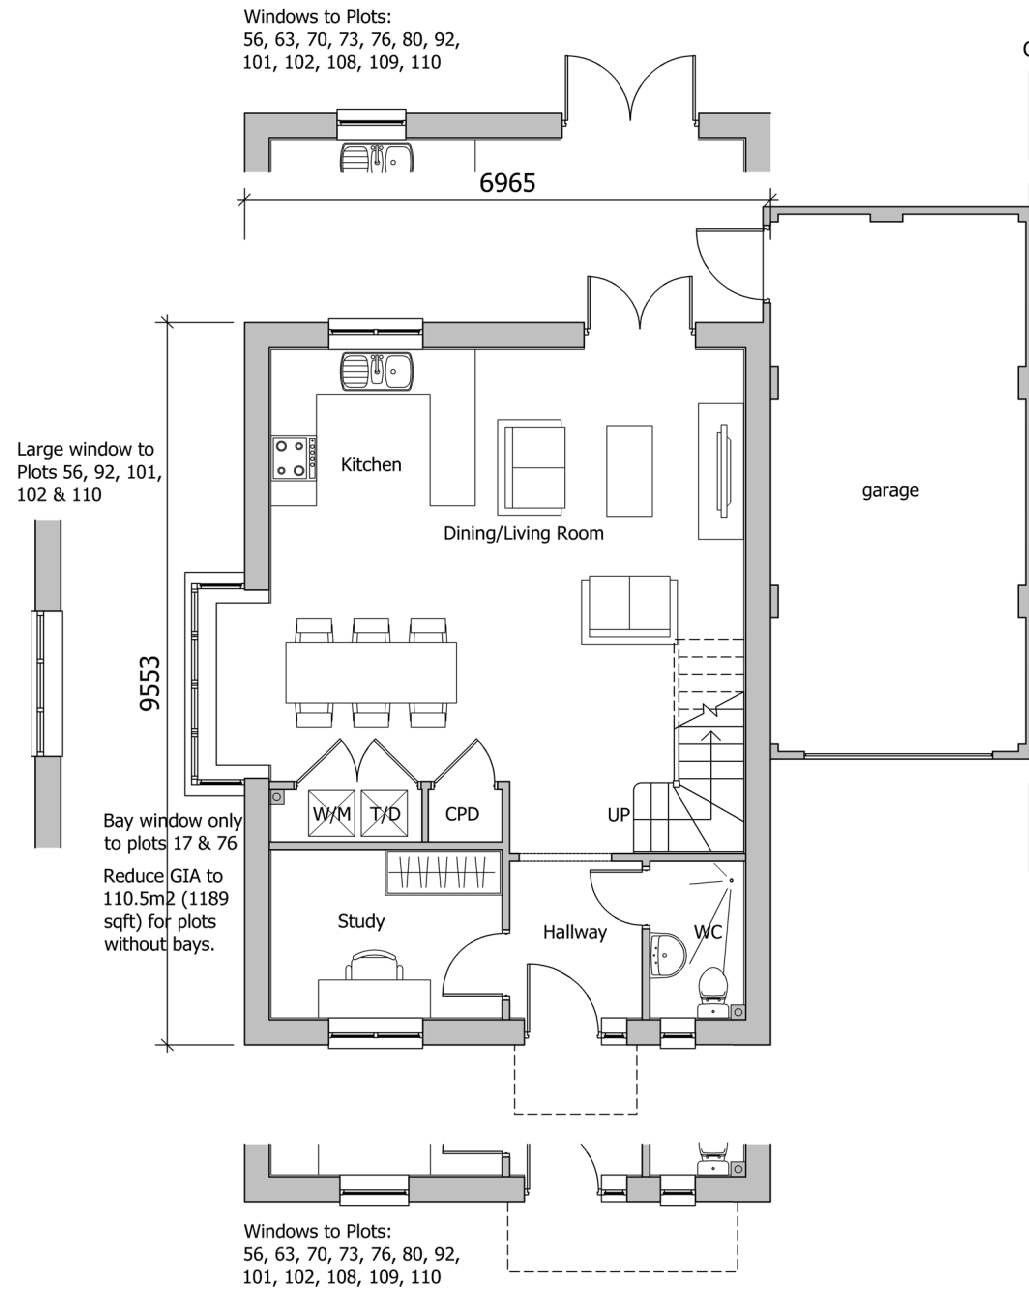 Windows to Plots:
56, 63, 70, 73, 76, 80, 92,
101, 102, 108, 109, 110
6965
Large window to
Plots 56, 92, 101,
102 & 110
Kitchen
garage
Dining/Living Room
9553
Bay window only
to plots 17 & 76
W/M
T/D
CPD
UP
Reduce GIA to
110.5m2 (1189
sqft) for plots
without bays.
Study
Hallway
WC
Windows to Plots:
56, 63, 70, 73, 76, 80, 92,
101, 102, 108, 109, 110